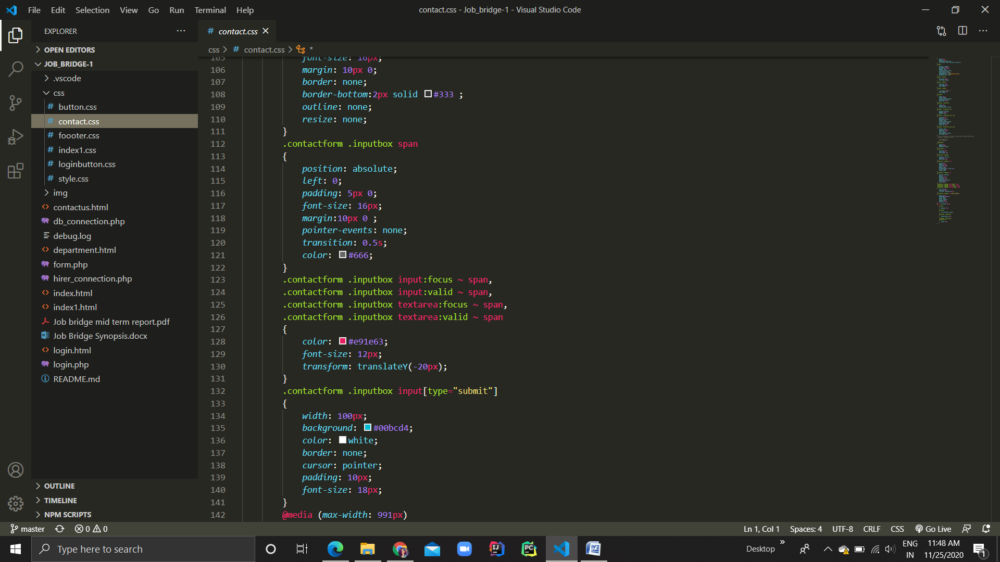 File Edit Selection View Go Run Terminal Help
contact.css - Job_bridge-1 - Visual Studio Code
EXPLORER
OPEN EDITORS
JOB_BRIDGE-1
.vscode
css
button.css
contact.css
foooter.css
index1.css
loginbutton.css
style.css
img
contactus.html
db_connection.php
debug.log
department.html
form.php
hirer_connection.php
index.html
index1.html
Job bridge mid term report.pdf
Job Bridge Synopsis.docx
login.html
login.php
README.md
OUTLINE
TIMELINE
NPM SCRIPTS
# contact.css
css > # contact.css > *
105 font-size: 16px;
106 margin: 10px 0;
107 border: none;
108 border-bottom:2px solid #333 ;
109 outline: none;
110 resize: none;
111 }
112 .contactform .inputbox span
113 {
114 position: absolute;
115 left: 0;
116 padding: 5px 0;
117 font-size: 16px;
118 margin:10px 0 ;
119 pointer-events: none;
120 transition: 0.5s;
121 color: #666;
122 }
123 .contactform .inputbox input:focus ~ span,
124 .contactform .inputbox input:valid ~ span,
125 .contactform .inputbox textarea:focus ~ span,
126 .contactform .inputbox textarea:valid ~ span
127 {
128 color: #e91e63;
129 font-size: 12px;
130 transform: translateY(-20px);
131 }
132 .contactform .inputbox input[type="submit"]
133 {
134 width: 100px;
135 background: #00bcd4;
136 color: white;
137 border: none;
138 cursor: pointer;
139 padding: 10px;
140 font-size: 18px;
141 }
142 @media (max-width: 991px)
master 0 0
Ln 1, Col 1 Spaces: 4 UTF-8 CRLF CSS Go Live
Type here to search
Desktop
ENG
IN
11:48 AM
11/25/2020
1